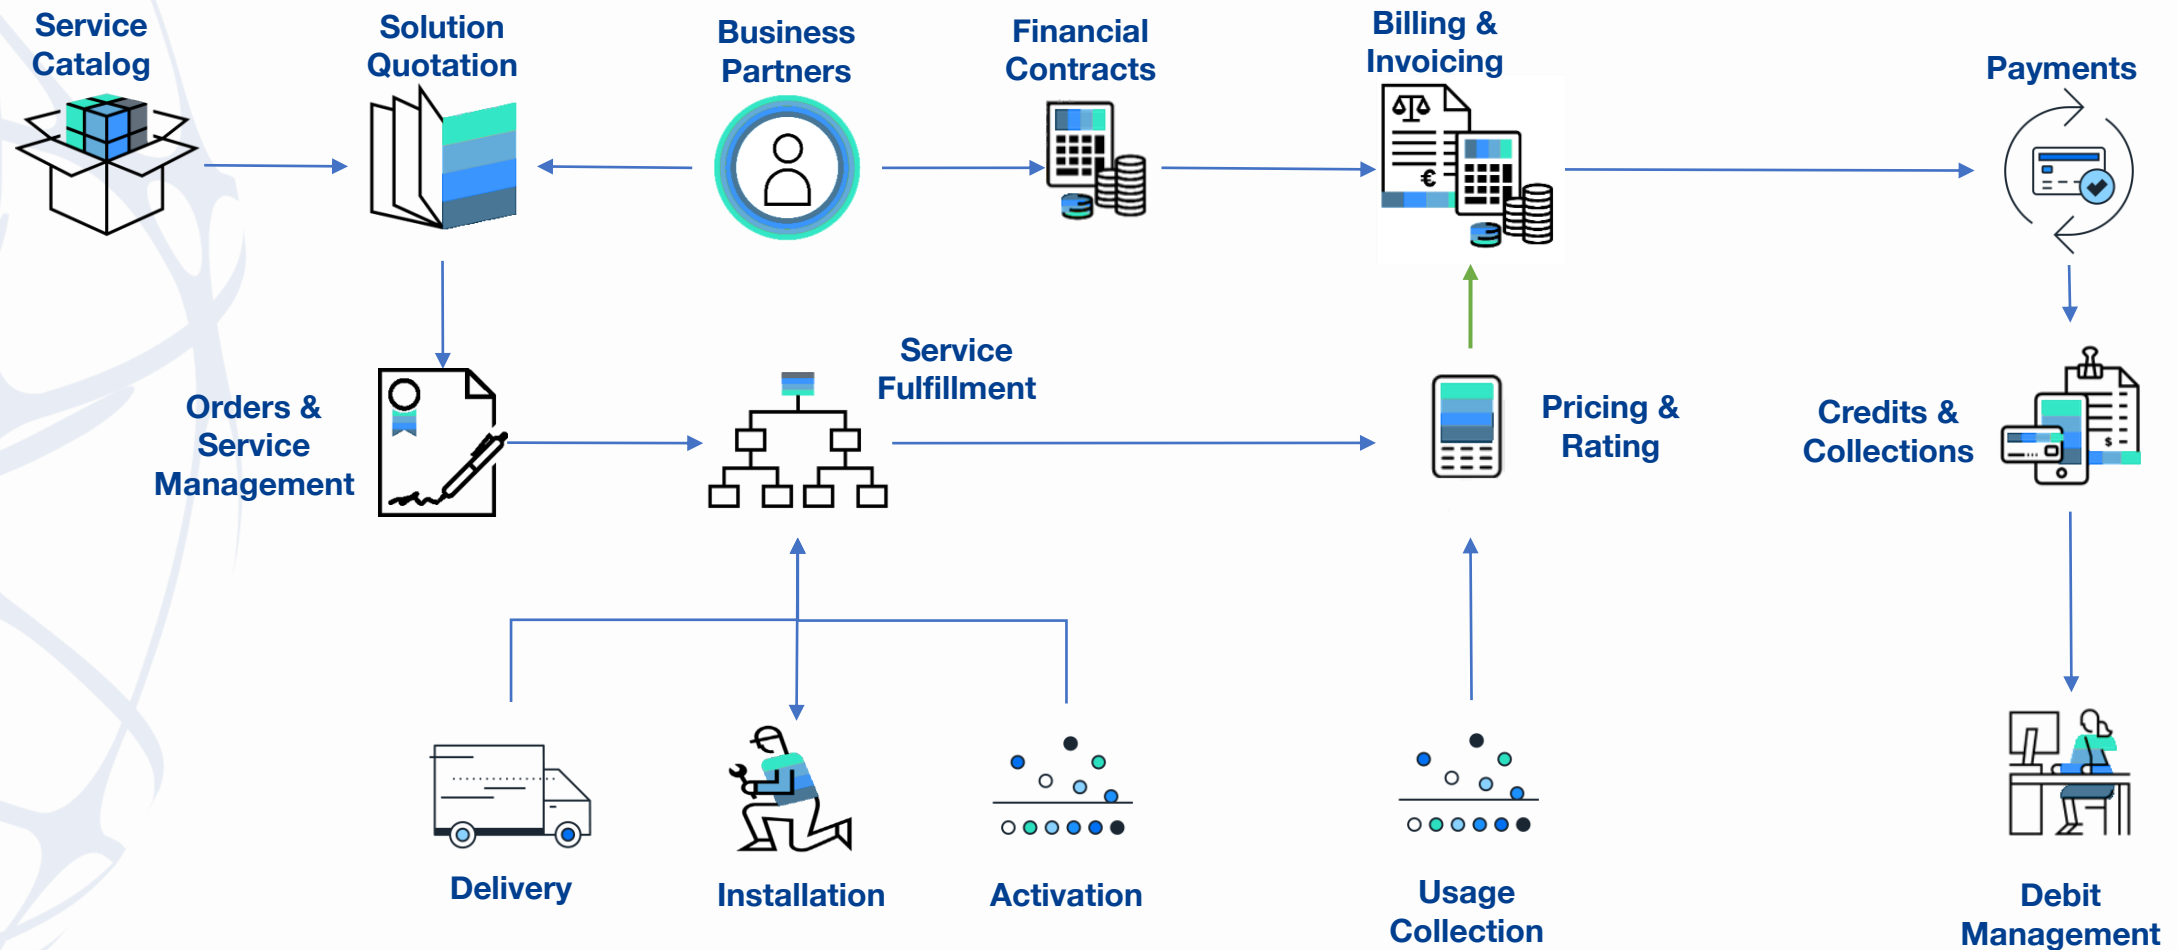 Service
Catalog
Solution
Quotation
Business
Partners
Financial
Contracts
Billing &
Invoicing
Payments
€
Orders &
Service
Management
Service
Fulfillment
Pricing &
Rating
Credits &
Collections
$
Delivery
Installation
Activation
Usage
Collection
Debit
Management